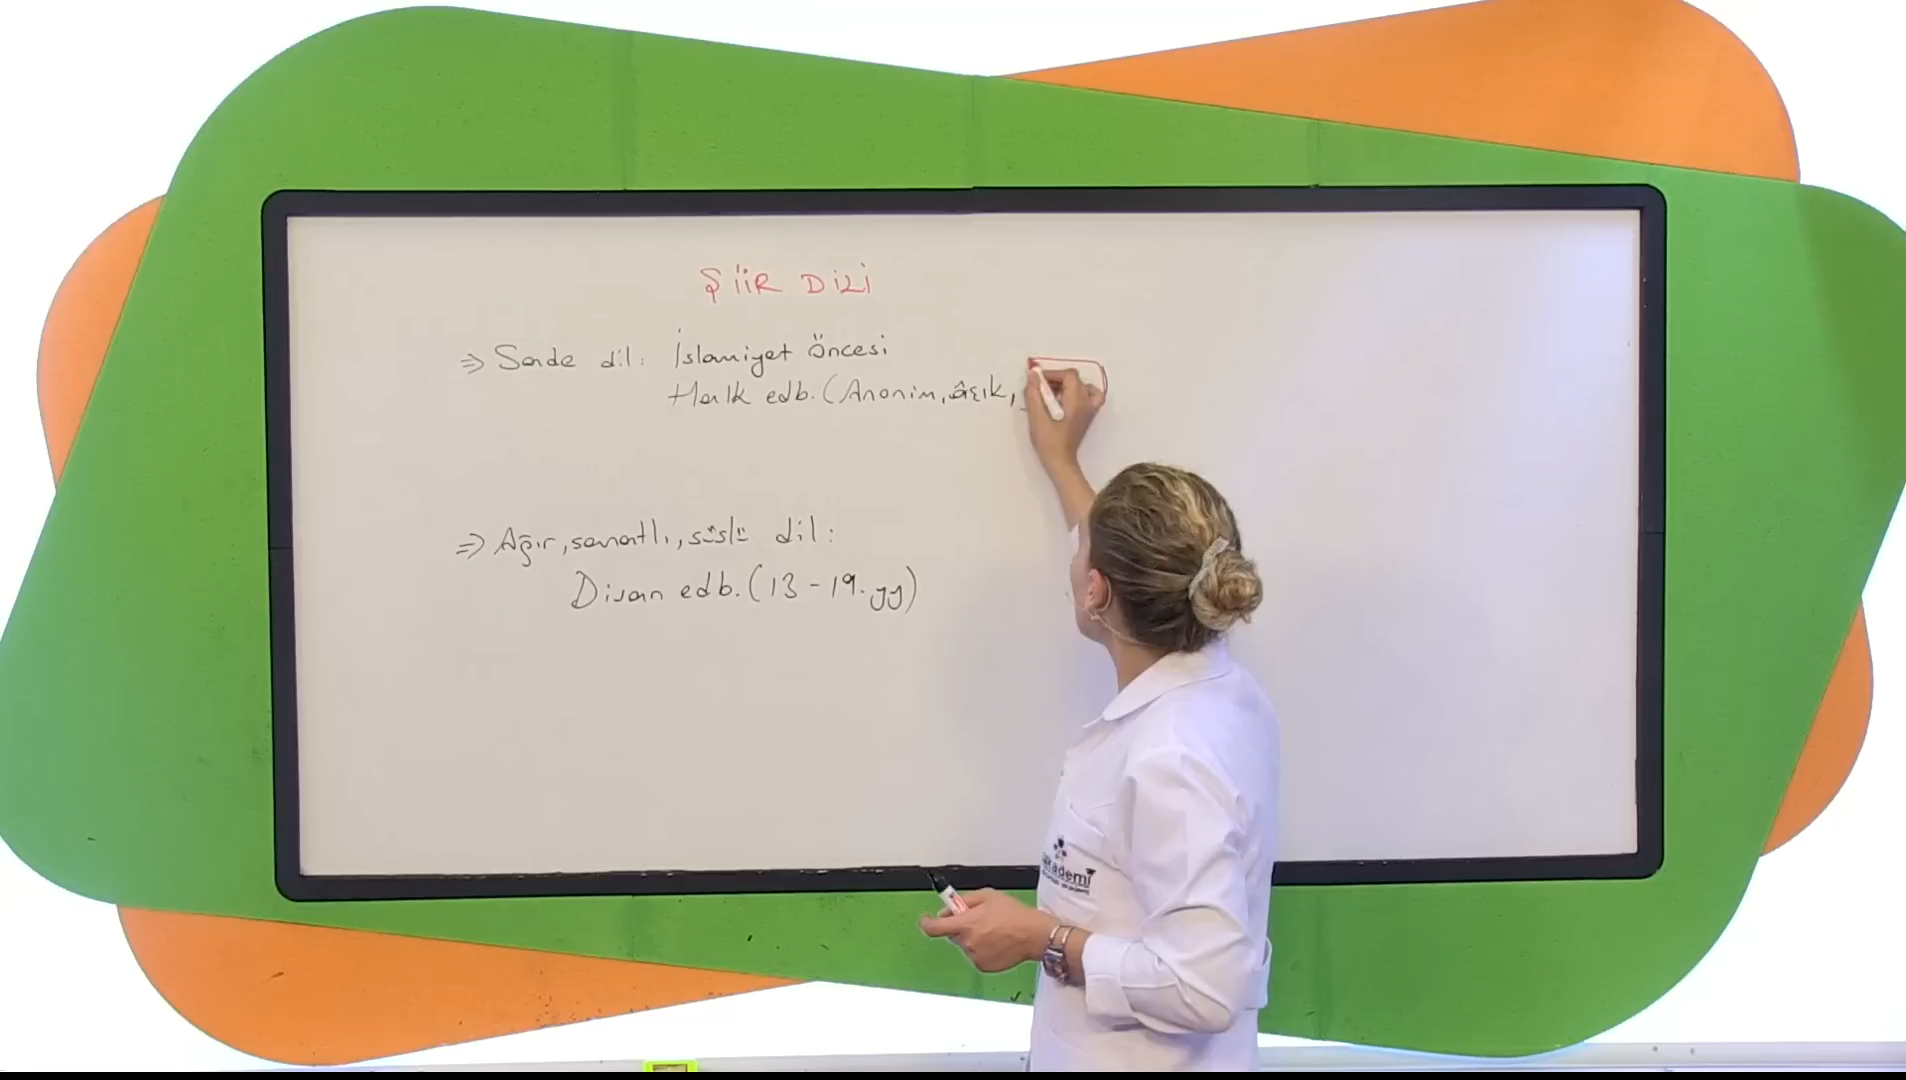 ŞİİR DİLİ
⇒ Sade dil: İslamiyet Öncesi
Halk edb. (Anonim, âşık,
⇒ Ağır, sanatlı, süslü dil:
Divan edb. (13 - 19. yy)